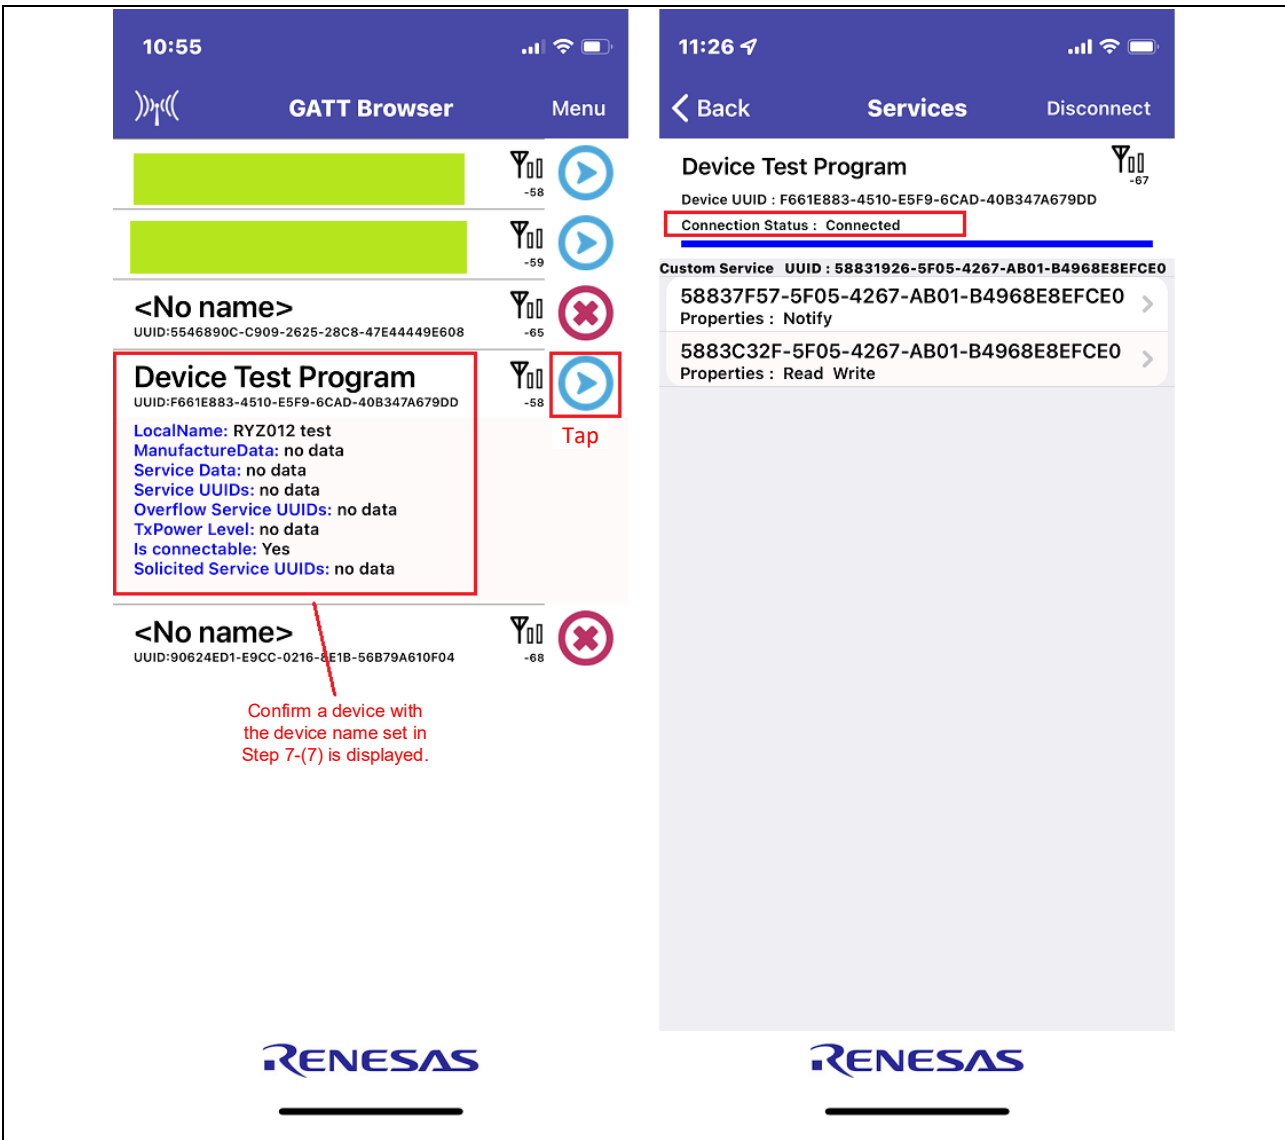 10:55
GATT Browser
Menu
-58
-59
<No name>
UUID:5546890C-C909-2625-28C8-47E44449E608
-65
Device Test Program
UUID:F661E883-4510-E5F9-6CAD-40B347A679DD
-58
Tap
LocalName: RYZ012 test
ManufactureData: no data
Service Data: no data
Service UUIDs: no data
Overflow Service UUIDs: no data
TxPower Level: no data
Is connectable: Yes
Solicited Service UUIDs: no data
<No name>
UUID:90624ED1-E9CC-0216-8E1B-56B79A610F04
-68
Confirm a device with
the device name set in
Step 7-(7) is displayed.
RENESAS
11:26
Back
Services
Disconnect
Device Test Program
-67
Device UUID : F661E883-4510-E5F9-6CAD-40B347A679DD
Connection Status : Connected
Custom Service UUID : 58831926-5F05-4267-AB01-B4968E8EFCE0
58837F57-5F05-4267-AB01-B4968E8EFCE0
Properties : Notify
5883C32F-5F05-4267-AB01-B4968E8EFCE0
Properties : Read Write
RENESAS